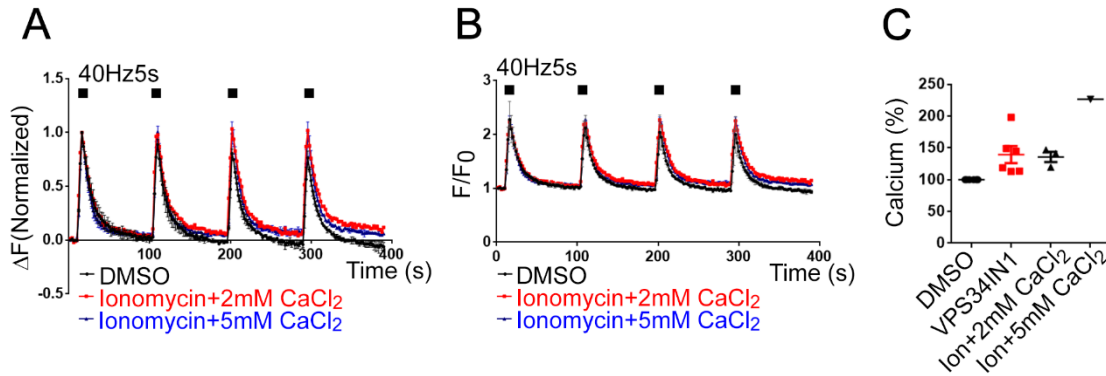 A
40Hz5s
ΔF(Normalized)
1.5
1.0
0.5
0.0
-0.5
100
200
300
400
Time (s)
DMSO
Ionomycin+2mM CaCl₂
Ionomycin+5mM CaCl₂
B
40Hz5s
F/F0
3
2
1
0
0
100
200
300
400
Time (s)
DMSO
Ionomycin+2mM CaCl₂
Ionomycin+5mM CaCl₂
C
Calcium (%)
250
200
150
100
50
0
DMSO
VPS34IN1
Ion+2mM CaCl₂
Ion+5mM CaCl₂